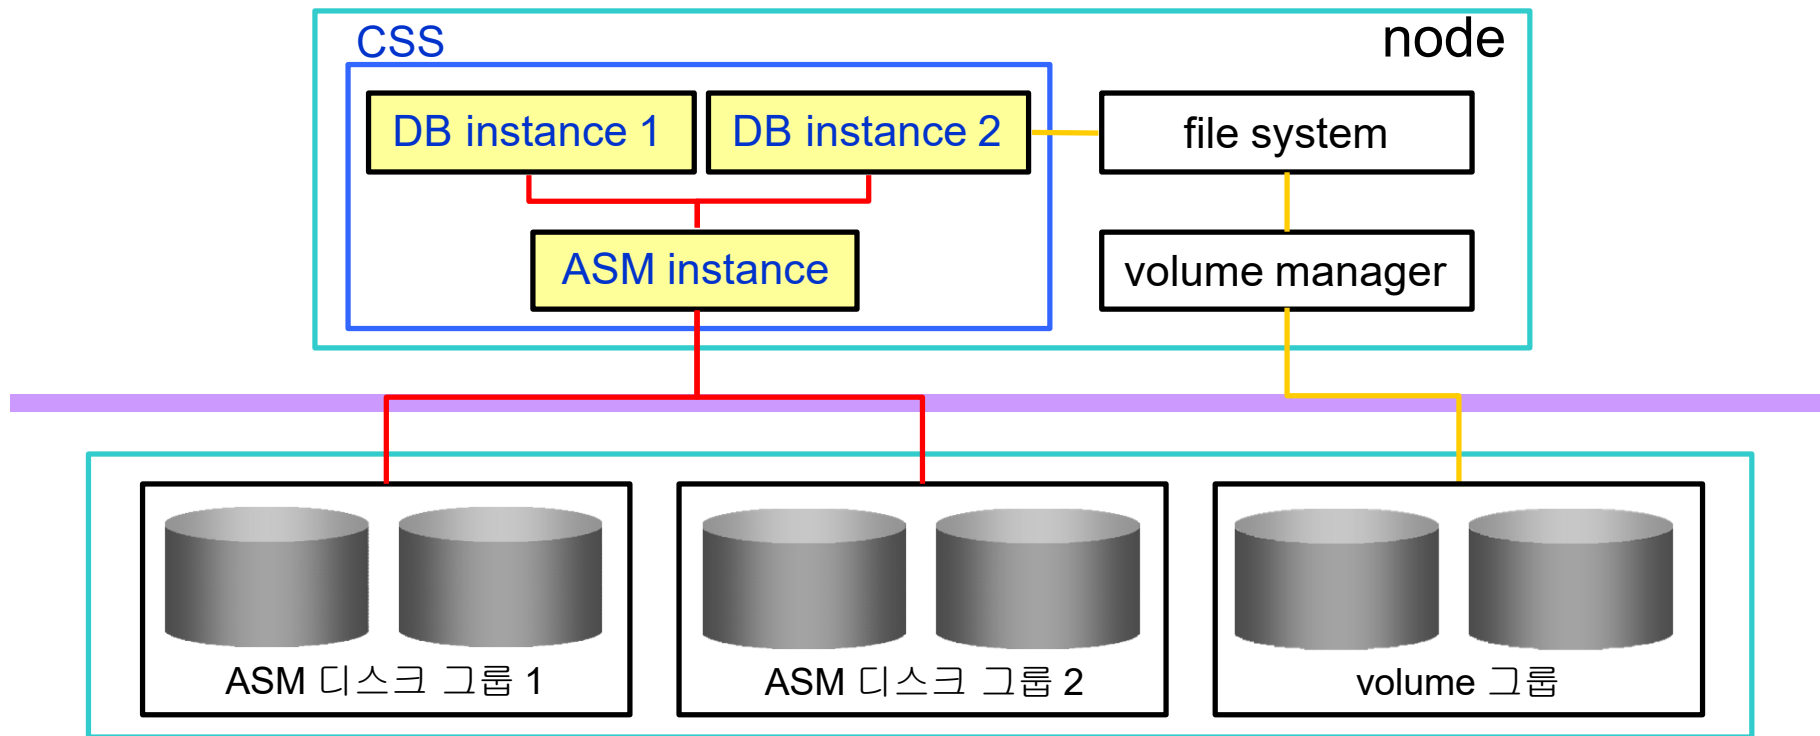 CSS
node
DB instance 1
DB instance 2
file system
ASM instance
volume manager
ASM 디스크 그룹 1
ASM 디스크 그룹 2
volume 그룹